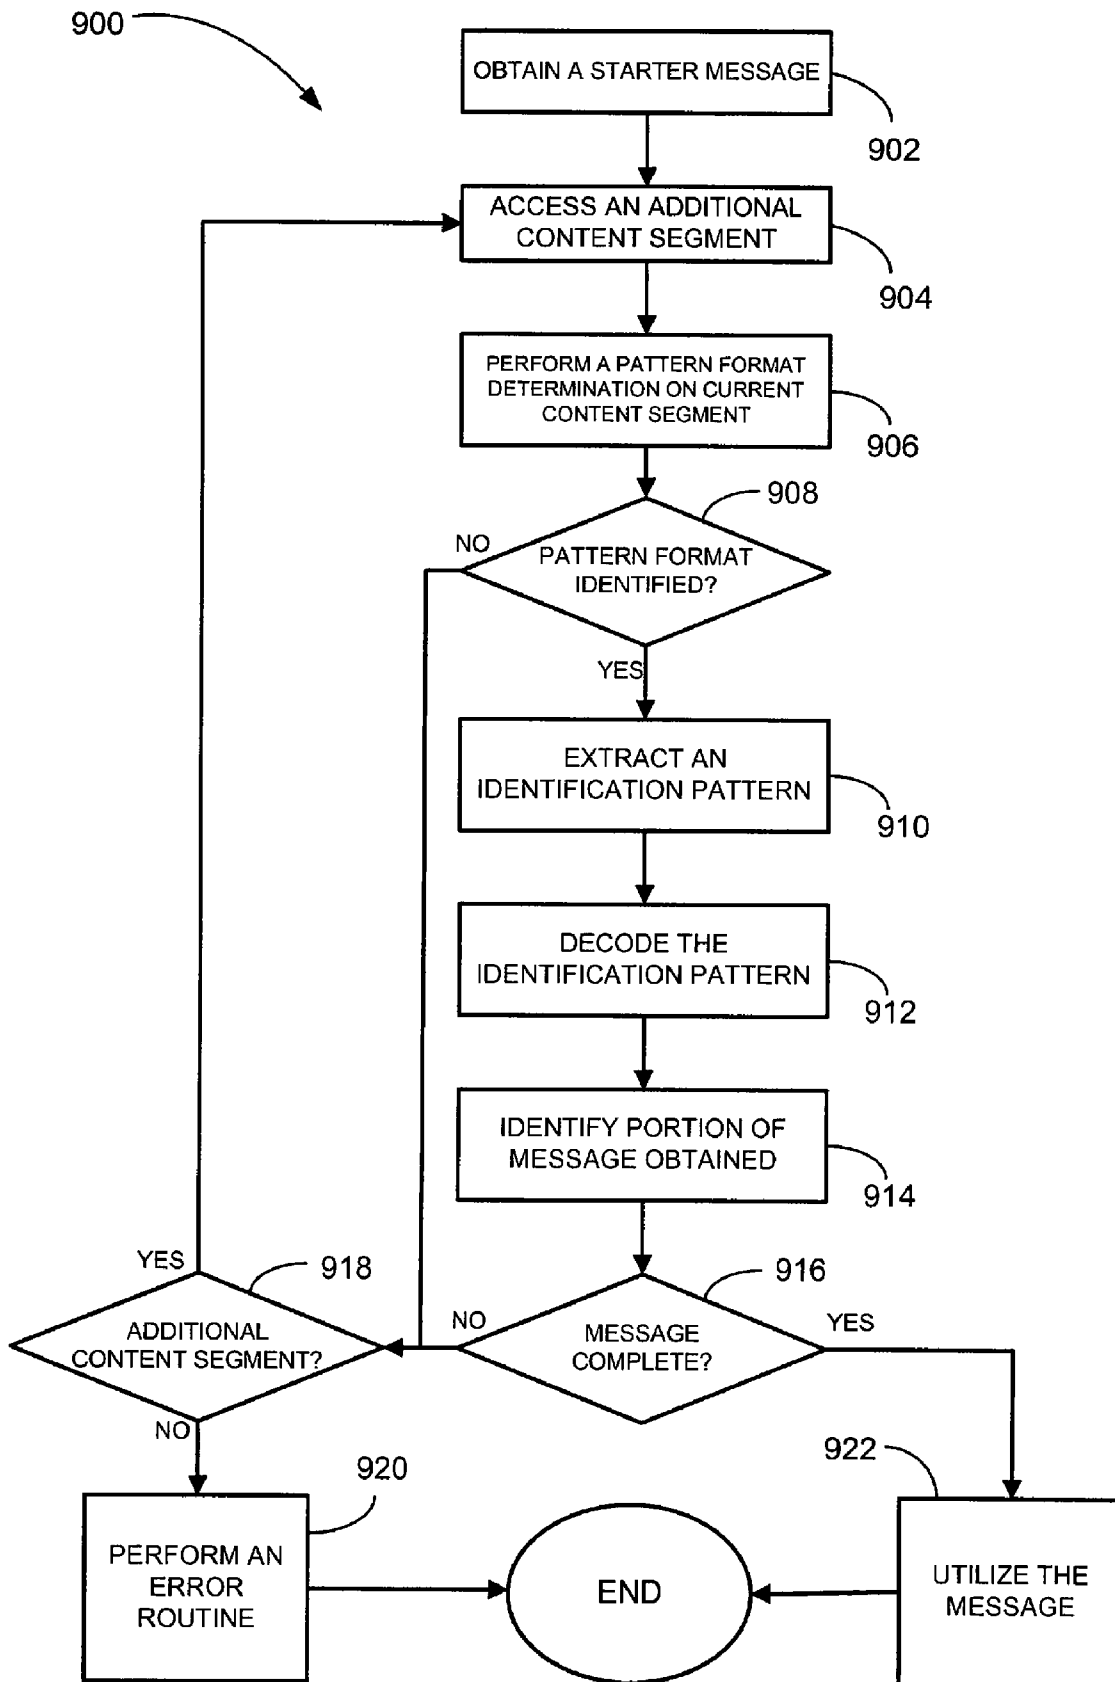 900
OBTAIN A STARTER MESSAGE
902
ACCESS AN ADDITIONAL
CONTENT SEGMENT
904
PERFORM A PATTERN FORMAT
DETERMINATION ON CURRENT
CONTENT SEGMENT
906
908
NO
PATTERN FORMAT
IDENTIFIED?
YES
EXTRACT AN
IDENTIFICATION PATTERN
910
DECODE THE
IDENTIFICATION PATTERN
912
IDENTIFY PORTION OF
MESSAGE OBTAINED
914
YES
918
916
ADDITIONAL
CONTENT SEGMENT?
NO
MESSAGE
COMPLETE?
YES
NO
920
922
PERFORM AN
ERROR
ROUTINE
END
UTILIZE THE
MESSAGE